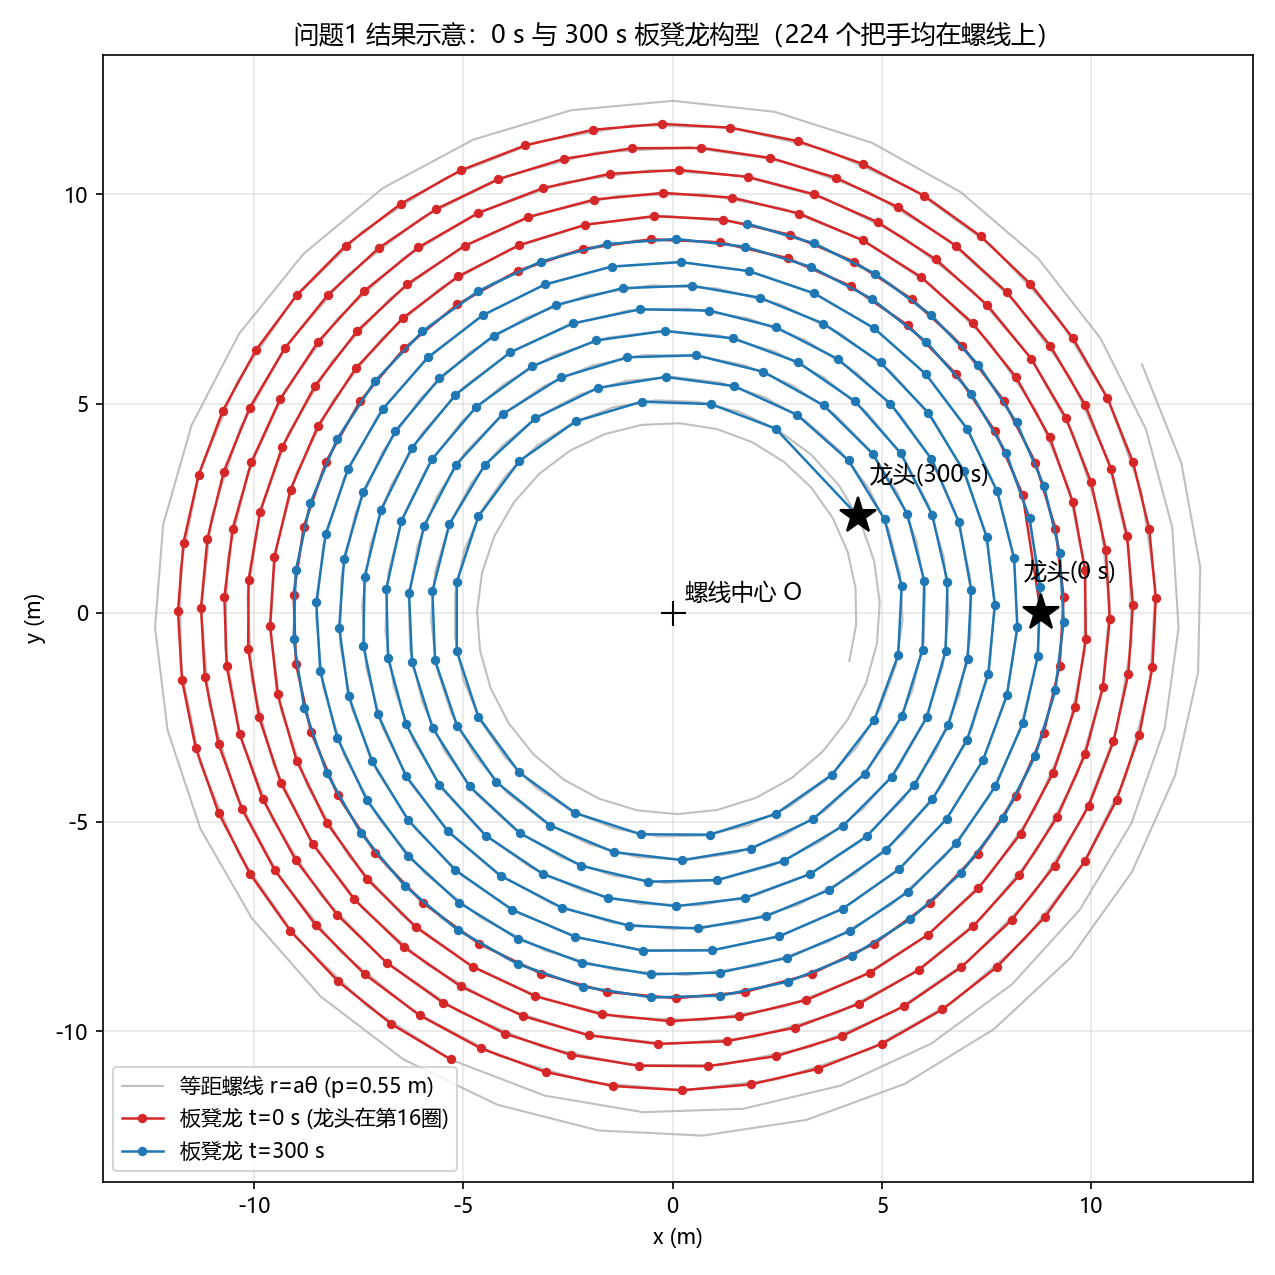 问题1 结果示意：0 s 与 300 s 板凳龙构型（224 个把手均在螺线上）
10
5
0
-5
-10
y (m)
龙头(300 s)
龙头(0 s)
螺线中心 O
等距螺线 r=aθ (p=0.55 m)
板凳龙 t=0 s (龙头在第16圈)
板凳龙 t=300 s
-10
-5
0
5
10
x (m)